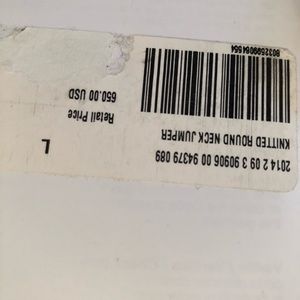 2014 2 09 3 90906 00 94379 089
KNITTED ROUND NECK JUMPER
L
Retail Price
650.00 USD